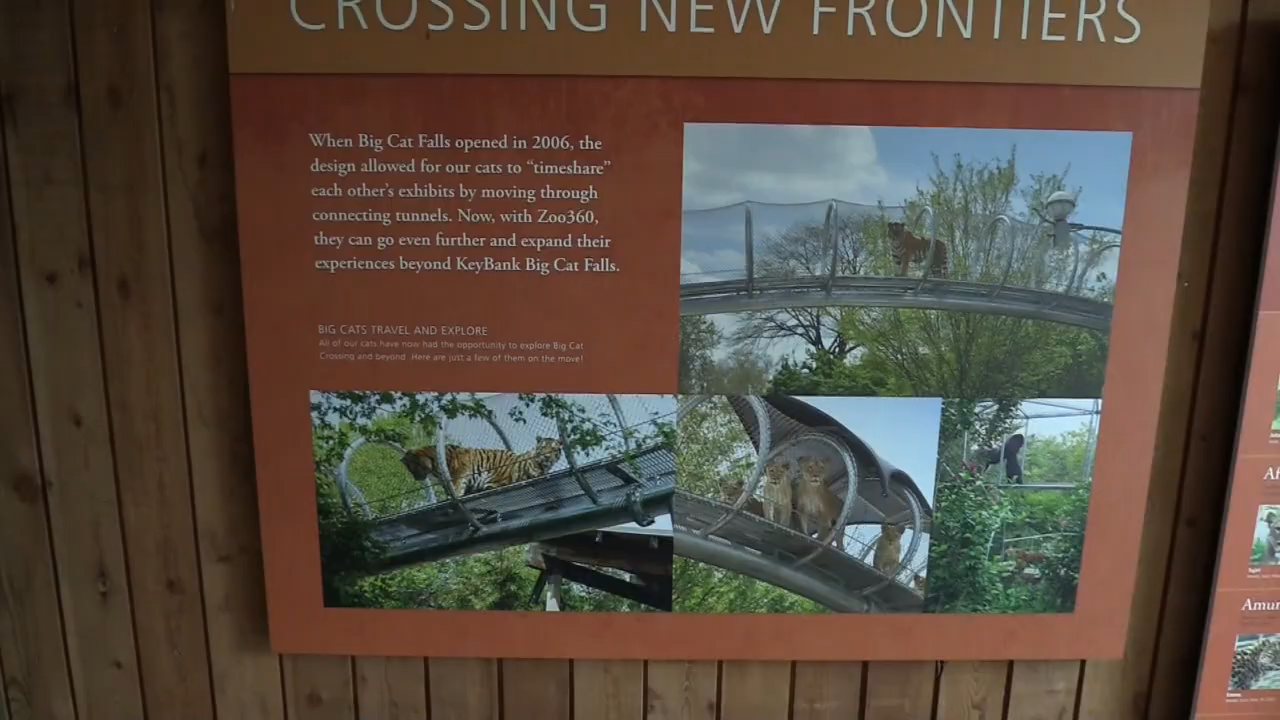 CROSSING NEW FRONTIERS
When Big Cat Falls opened in 2006, the
design allowed for our cats to “timeshare”
each other's exhibits by moving through
connecting tunnels. Now, with Zoo360,
they can go even further and expand their
experiences beyond KeyBank Big Cat Falls.
BIG CATS TRAVEL AND EXPLORE
All of our cats have now had the opportunity to explore Big Cat
Crossing and beyond. Here are just a few of them on the move!